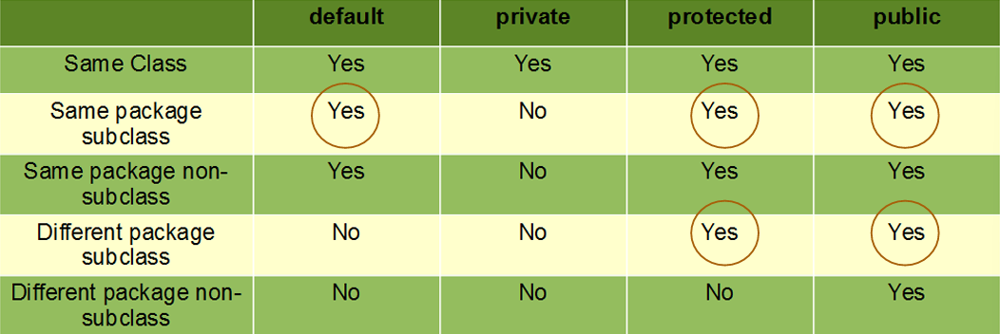 default private protected public
Same Class Yes Yes Yes Yes
Same package Yes No Yes Yes
subclass
Same package non- Yes No Yes Yes
subclass
Different package No No Yes Yes
subclass
Different package non- No No No Yes
subclass